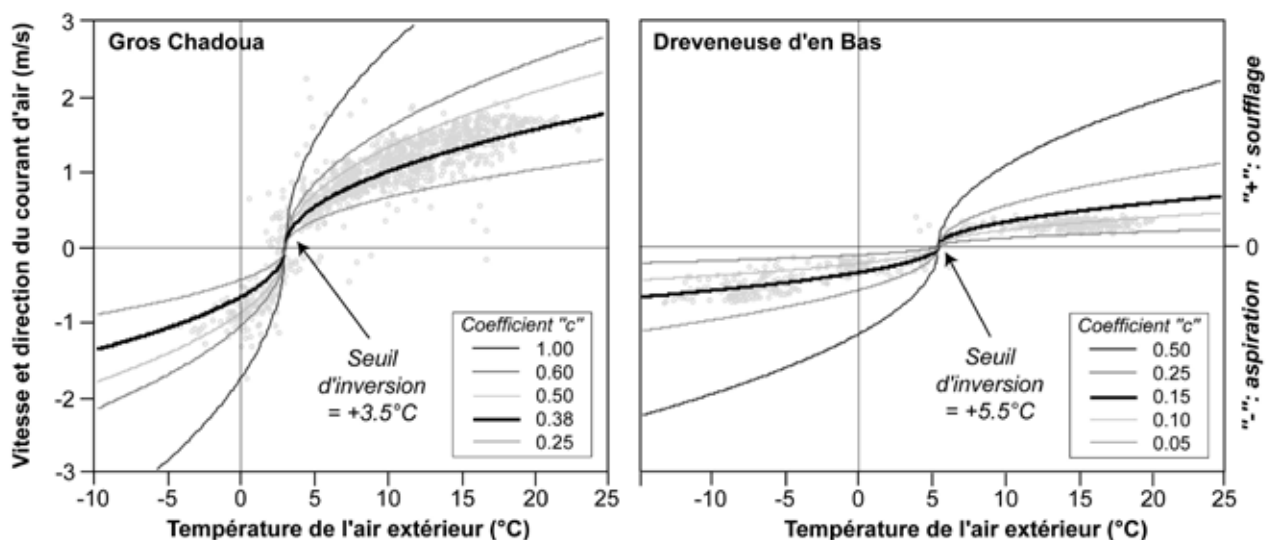 Vitesse et direction du courant d'air (m/s)
3
2
1
0
-1
-2
-3
Gros Chadoua
Seuil
d'inversion
= +3.5°C
Coefficient "c"
1.00
0.60
0.50
0.38
0.25
-10
-5
0
5
10
15
20
25
Température de l'air extérieur (°C)
Dreveneuse d'en Bas
Seuil
d'inversion
= +5.5°C
Coefficient "c"
0.50
0.25
0.15
0.10
0.05
-10
-5
0
5
10
15
20
25
Température de l'air extérieur (°C)
"+": soufflage
0
"-": aspiration